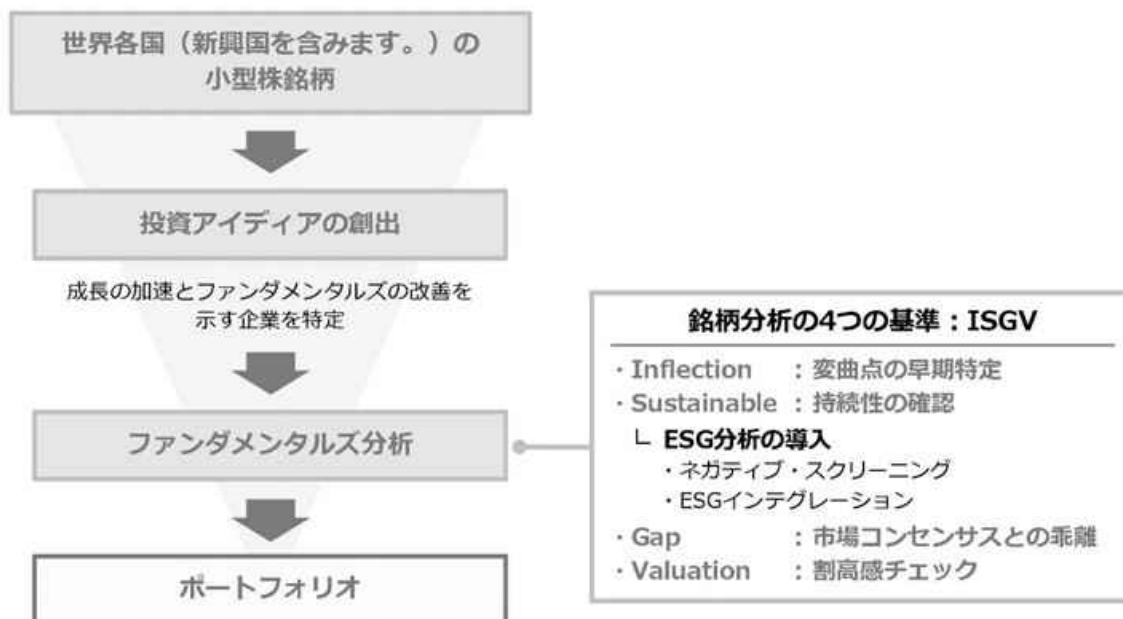 世界各国（新興国を含みます。）の
小型株銘柄
投資アイディアの創出
成長の加速とファンダメンタルズの改善を
示す企業を特定
ファンダメンタルズ分析
ポートフォリオ
銘柄分析の4つの基準：ISGV
・Inflection ：変曲点の早期特定
・Sustainable ：持続性の確認
└ ESG分析の導入
・ネガティブ・スクリーニング
・ESGインテグレーション
・Gap ：市場コンセンサスとの乖離
・Valuation ：割高感チェック